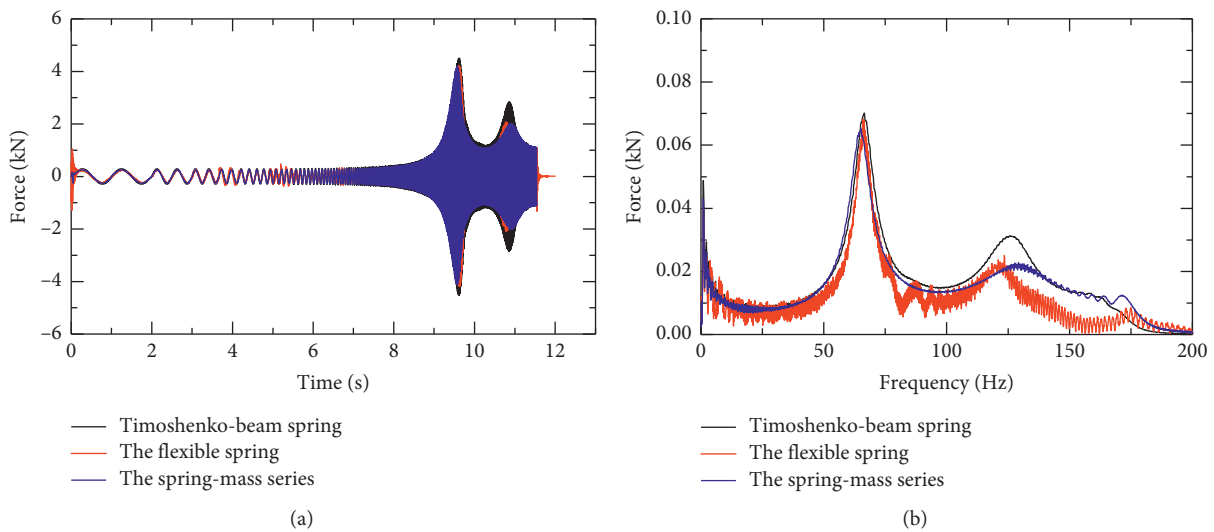 6
4
2
0
−2
−4
−6
Force (kN)
0 2 4 6 8 10 12
Time (s)
Timoshenko-beam spring
The flexible spring
The spring-mass series
(a)
0.10
0.08
0.06
0.04
0.02
0.00
Force (kN)
0 50 100 125 150 200
Frequency (Hz)
Timoshenko-beam spring
The flexible spring
The spring-mass series
(b)